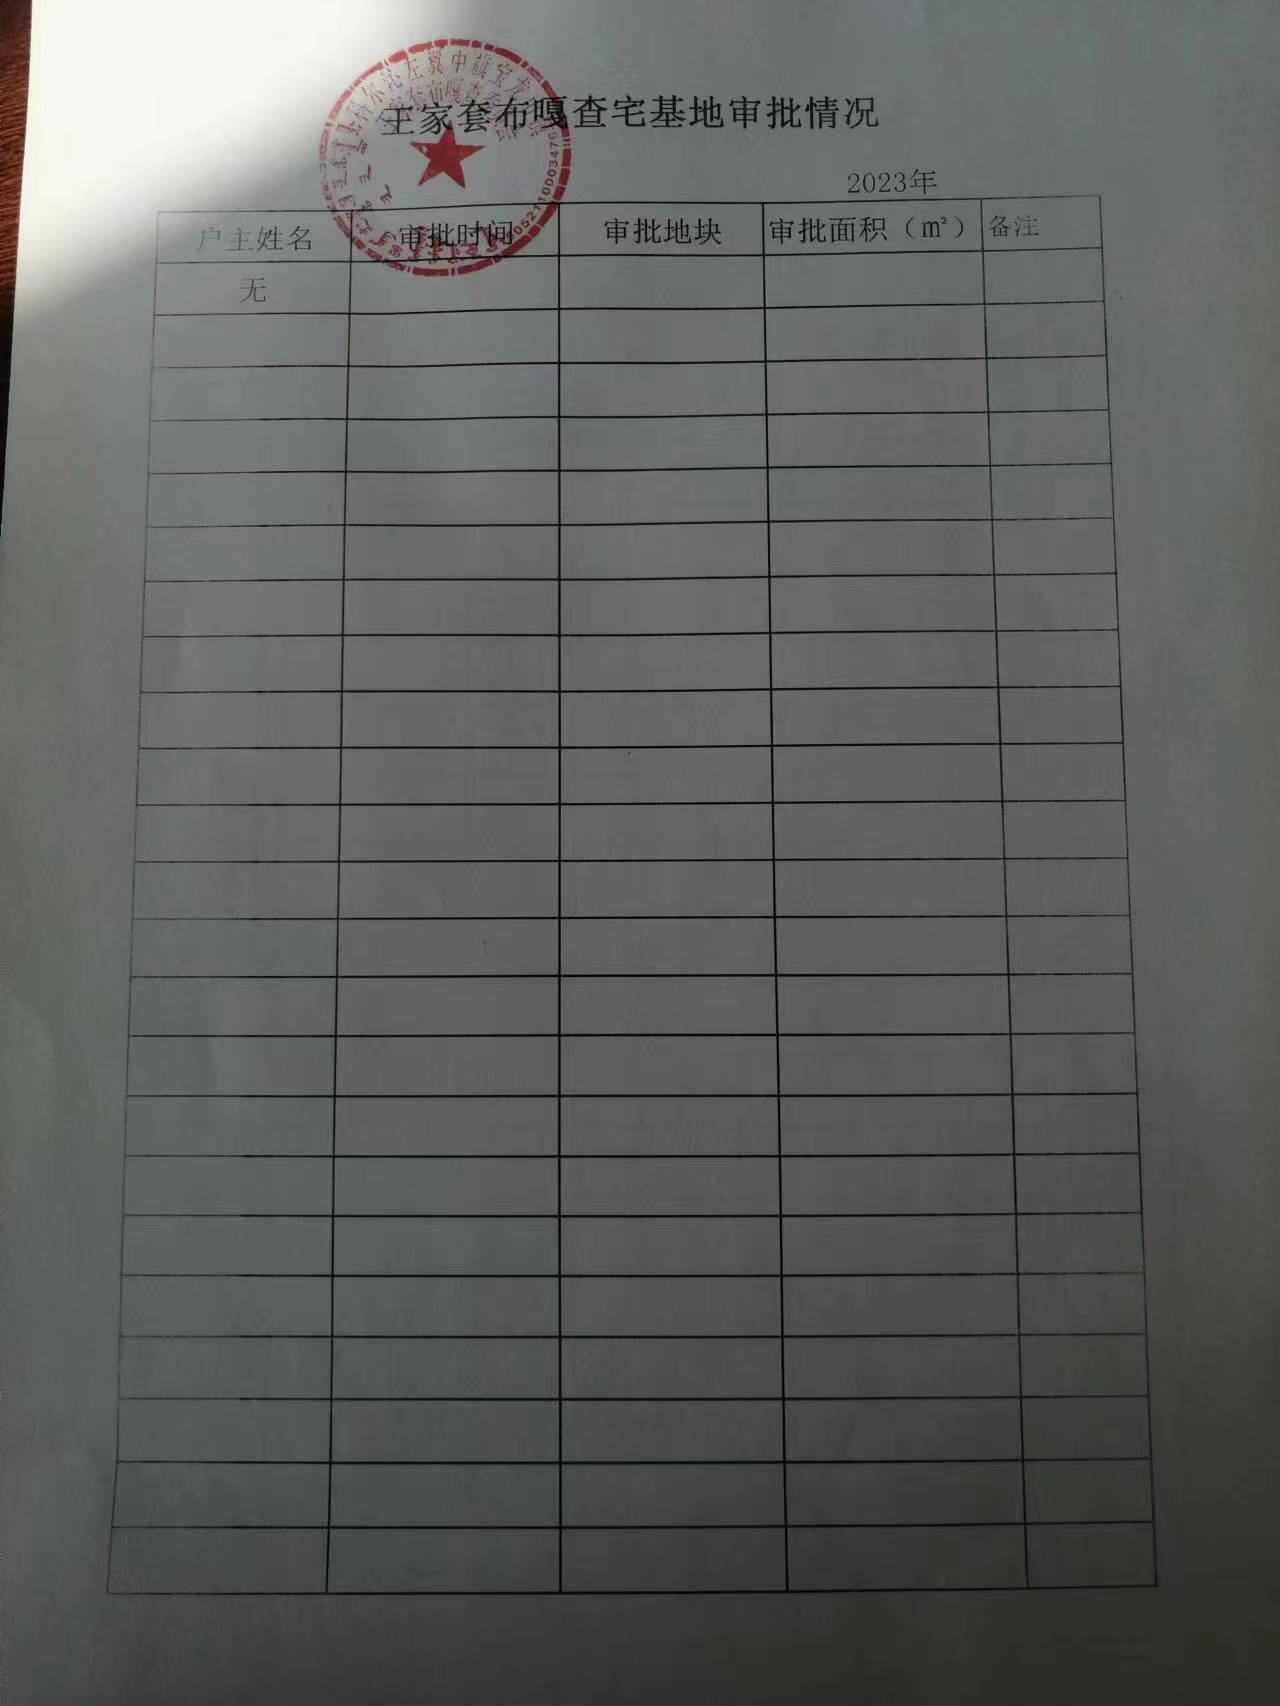 王家套布嘎查宅基地审批情况
2023年
户主姓名 审批时间 审批地块 审批面积（㎡） 备注
无